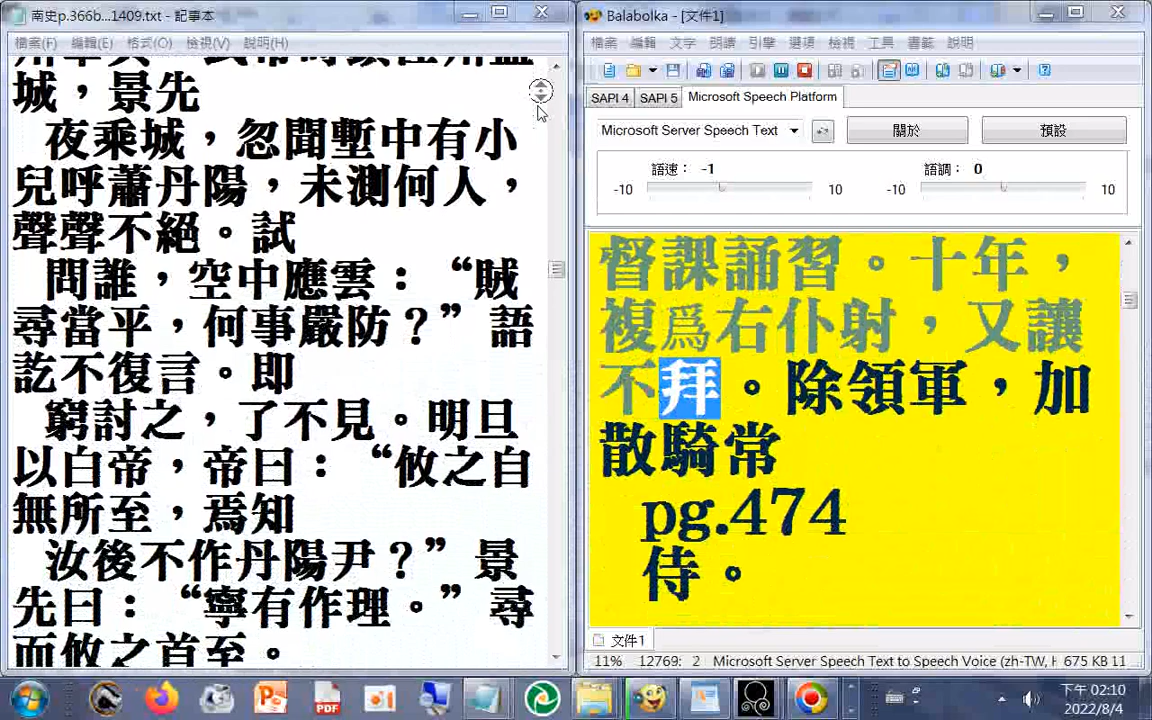 南史p.366b...1409.txt - 記事本
檔案(F) 編輯(E) 格式(O) 檢視(V) 說明(H)
城，景先
夜乘城，忽聞塹中有小
兒呼蕭丹陽，未測何人，
聲聲不絕。試
問誰，空中應雲：“賊
尋當平，何事嚴防？”語
訖不復言。即
窮討之，了不見。明旦
以白帝，帝曰：“攸之自
無所至，焉知
汝後不作丹陽尹？”景
先曰：“寧有作理。”尋
而攸之首至。
Balabolka - [文件1]
檔案 編輯 文字 朗讀 引擎 選項 檢視 工具 書籤 說明
SAPI 4 SAPI 5 Microsoft Speech Platform
Microsoft Server Speech Text 關於 預設
語速： -1 語調： 0
-10 10 -10 10
督課誦習。十年，
複爲右仆射，又讓
不拜。除領軍，加
散騎常
pg.474
侍。
文件1
11% 12769: 2 Microsoft Server Speech Text to Speech Voice (zh-TW, H 675 KB 11
PDF
下午 02:10
2022/8/4